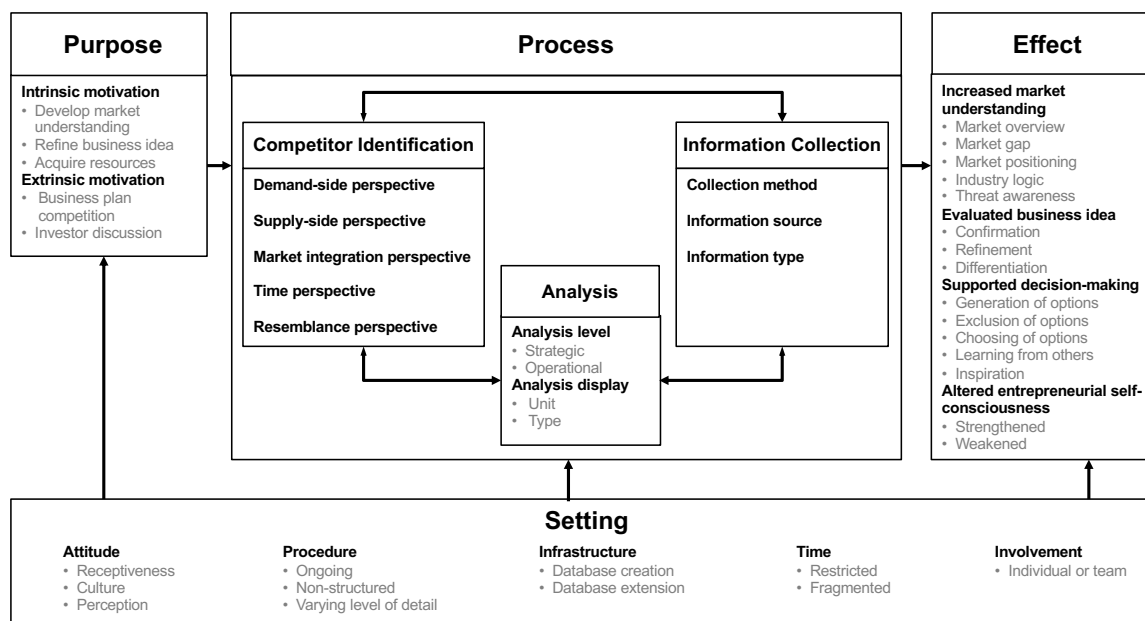 Purpose
Intrinsic motivation
• Develop market
understanding
• Refine business idea
• Acquire resources
Extrinsic motivation
• Business plan
competition
• Investor discussion
Process
Competitor Identification
Demand-side perspective
Supply-side perspective
Market integration perspective
Time perspective
Resemblance perspective
Information Collection
Collection method
Information source
Information type
Analysis
Analysis level
• Strategic
• Operational
Analysis display
• Unit
• Type
Effect
Increased market
understanding
• Market overview
• Market gap
• Market positioning
• Industry logic
• Threat awareness
Evaluated business idea
• Confirmation
• Refinement
• Differentiation
Supported decision-making
• Generation of options
• Exclusion of options
• Choosing of options
• Learning from others
• Inspiration
Altered entrepreneurial self-
consciousness
• Strengthened
• Weakened
Setting
Attitude
• Receptiveness
• Culture
• Perception
Procedure
• Ongoing
• Non-structured
• Varying level of detail
Infrastructure
• Database creation
• Database extension
Time
• Restricted
• Fragmented
Involvement
• Individual or team